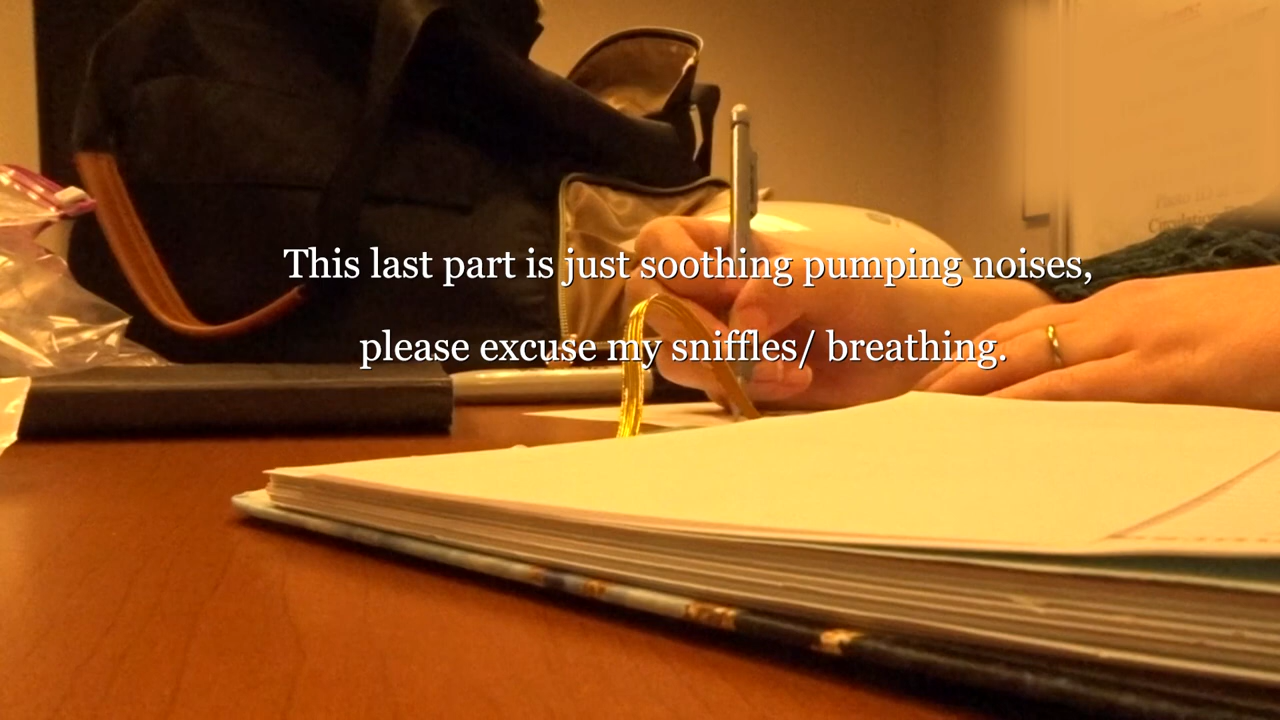 This last part is just soothing pumping noises,
please excuse my sniffles/ breathing.